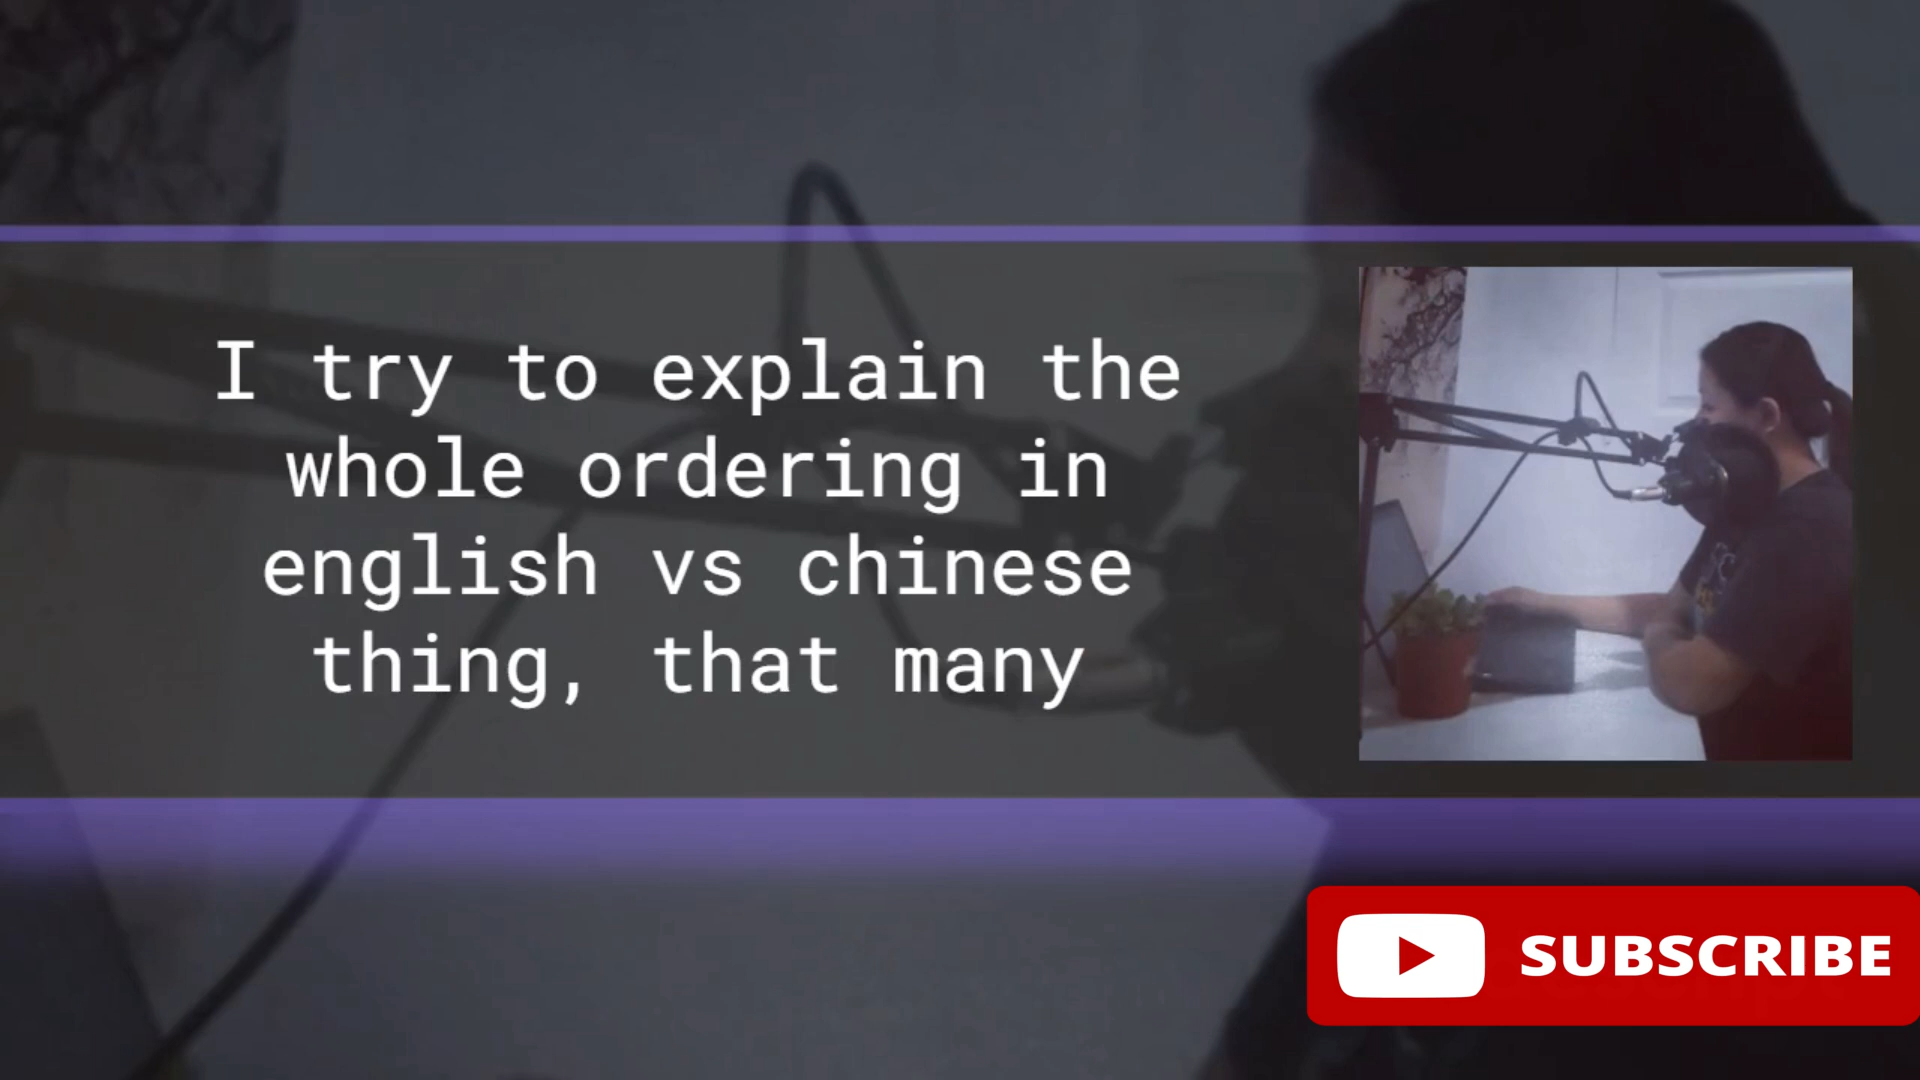 I try to explain the
whole ordering in
english vs chinese
thing, that many
SUBSCRIBE